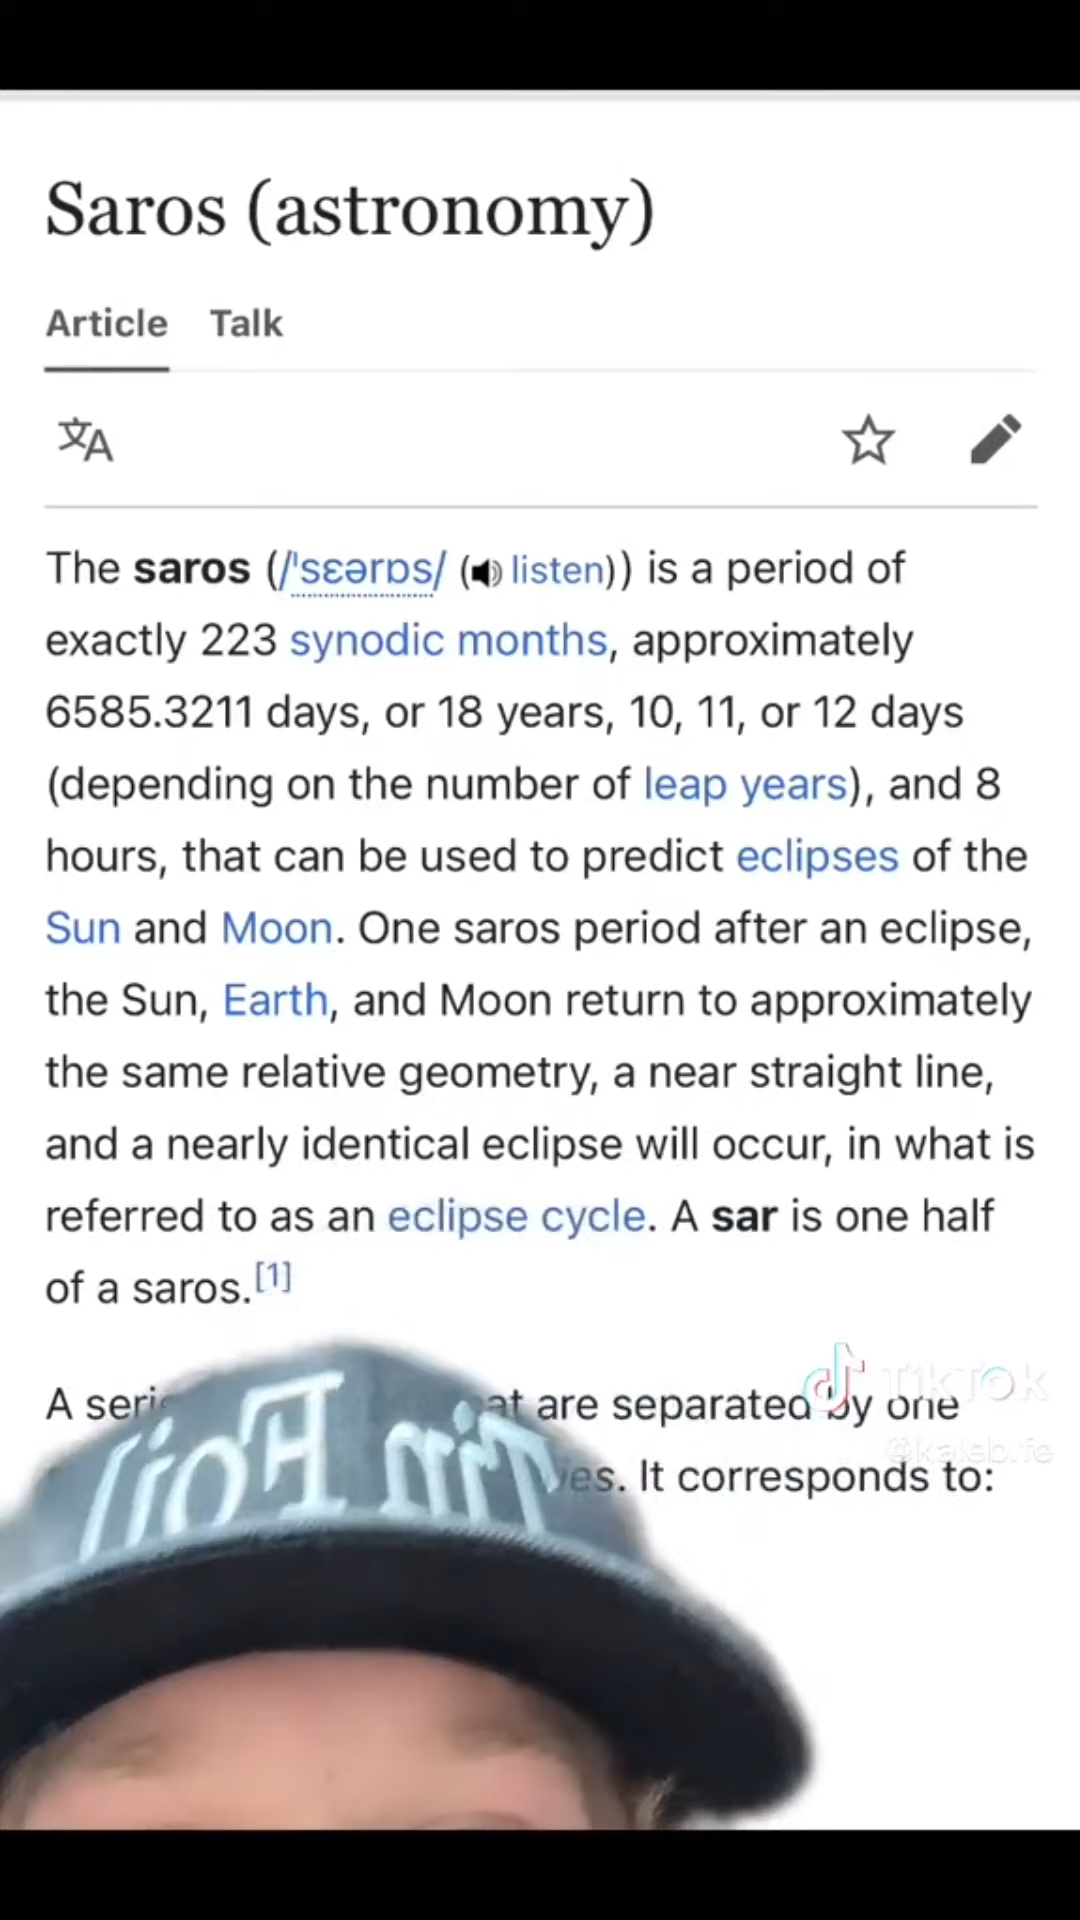 Saros (astronomy)
Article Talk
文A
The saros (/ˈsɛərɒs/ (listen)) is a period of
exactly 223 synodic months, approximately
6585.3211 days, or 18 years, 10, 11, or 12 days
(depending on the number of leap years), and 8
hours, that can be used to predict eclipses of the
Sun and Moon. One saros period after an eclipse,
the Sun, Earth, and Moon return to approximately
the same relative geometry, a near straight line,
and a nearly identical eclipse will occur, in what is
referred to as an eclipse cycle. A sar is one half
of a saros.[1]
TikTok
A are separated by one
@kaleb.fe
It corresponds to:
Tin Foil